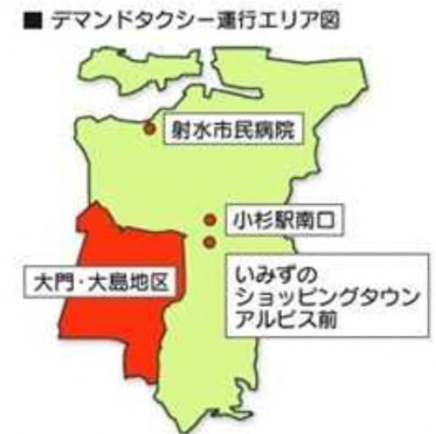 ■ デマンドタクシー運行エリア図
射水市民病院
小杉駅南口
大門・大島地区
いみずの
ショッピングタウン
アルビス前